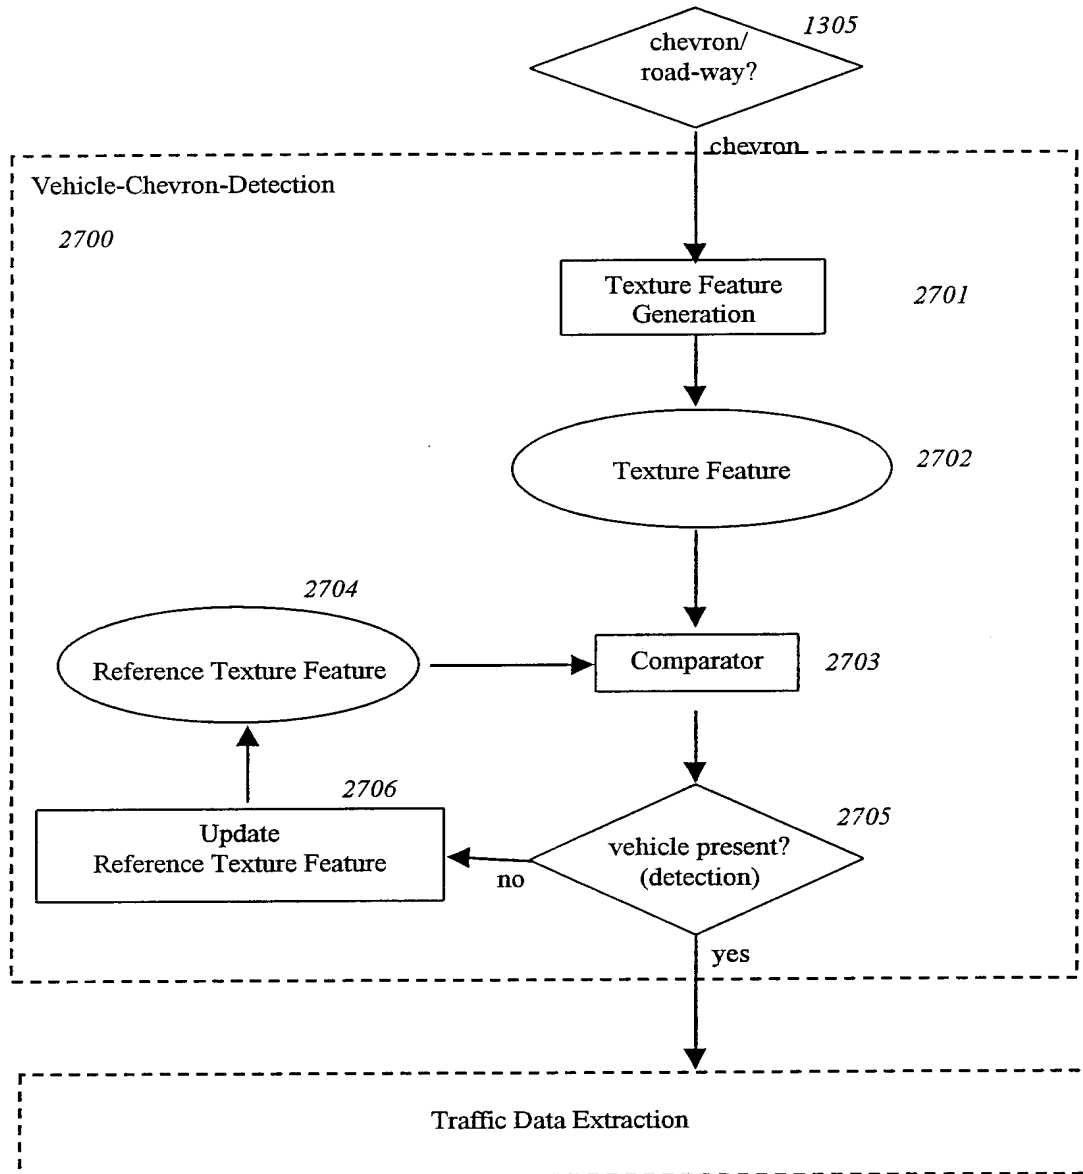 1305
chevron/
road-way?
chevron
Vehicle-Chevron-Detection
2700
Texture Feature
Generation
2701
Texture Feature
2702
2704
Reference Texture Feature
Comparator
2703
2706
Update
Reference Texture Feature
2705
vehicle present?
(detection)
no
yes
Traffic Data Extraction